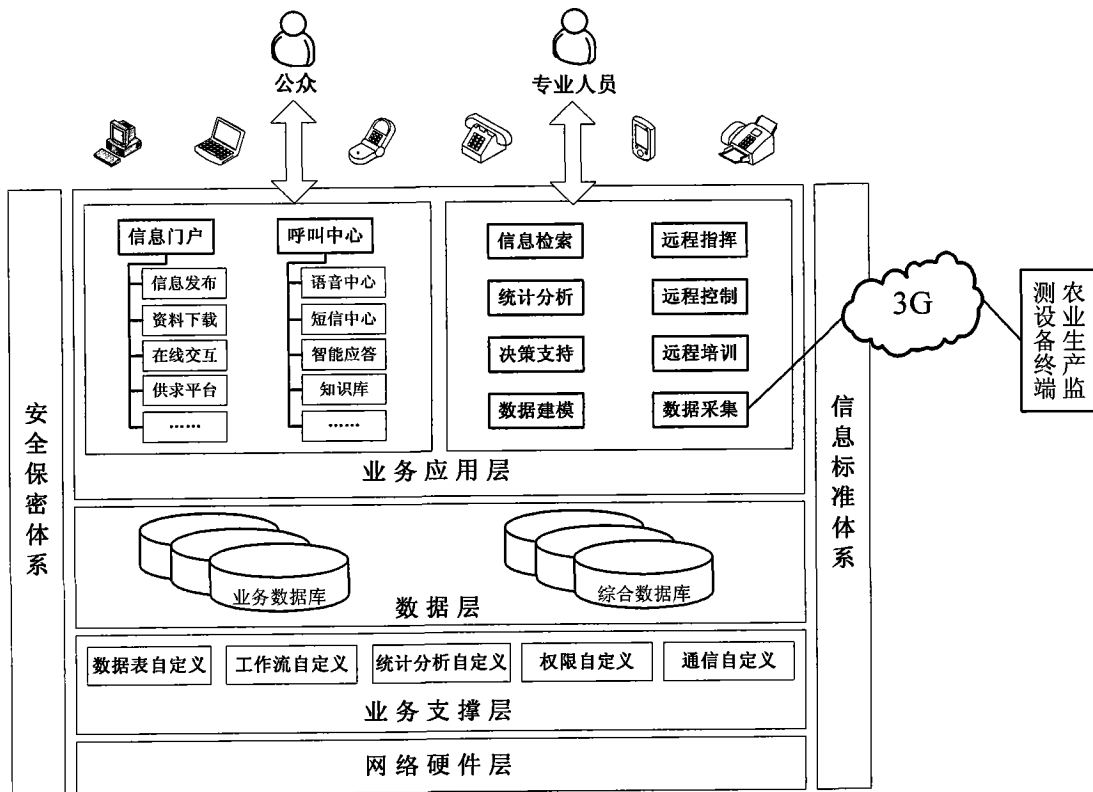 公众
专业人员
信息门户
信息发布
资料下载
在线交互
供求平台
……
呼叫中心
语音中心
短信中心
智能应答
知识库
……
信息检索
统计分析
决策支持
数据建模
远程指挥
远程控制
远程培训
数据采集
业务应用层
业务数据库
综合数据库
数据层
数据表自定义
工作流自定义
统计分析自定义
权限自定义
通信自定义
业务支撑层
网络硬件层
安全保密体系
信息标准体系
3G
农业生产监
测设备终端